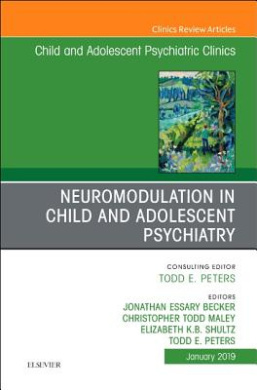 Clinics Review Articles
Child and Adolescent Psychiatric Clinics
NEUROMODULATION IN
CHILD AND ADOLESCENT
PSYCHIATRY
CONSULTING EDITOR
TODD E. PETERS
EDITORS
JONATHAN ESSARY BECKER
CHRISTOPHER TODD MALEY
ELIZABETH K.B. SHULTZ
TODD E. PETERS
ELSEVIER
January 2019